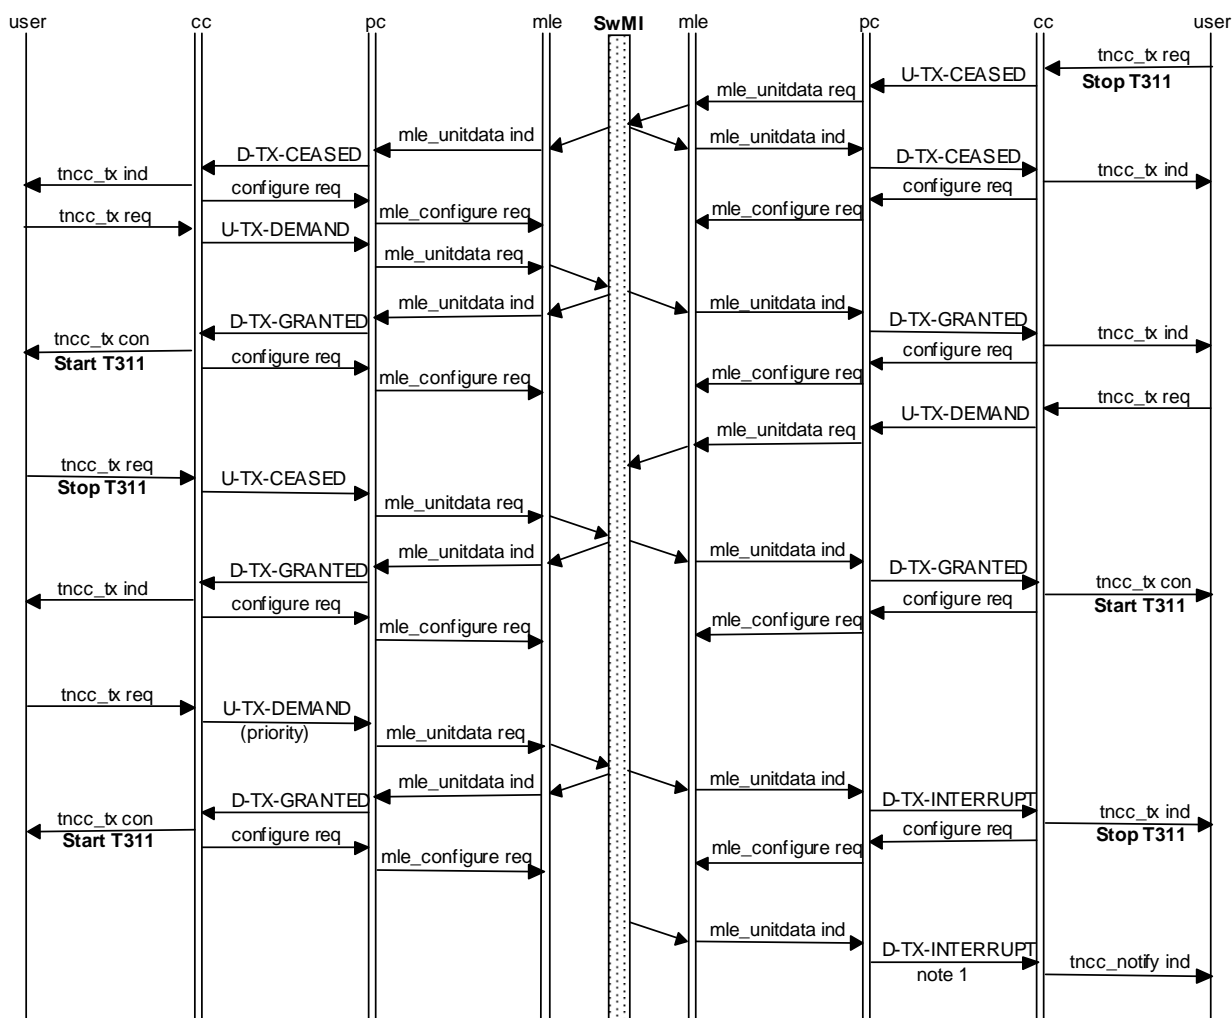 user cc pc mle SwMI mle pc cc user
tncc_tx req
U-TX-CEASED Stop T311
mle_unitdata req
mle_unitdata ind mle_unitdata ind
D-TX-CEASED D-TX-CEASED
tncc_tx ind configure req configure req tncc_tx ind
tncc_tx req mle_configure req mle_configure req
U-TX-DEMAND
mle_unitdata req
mle_unitdata ind mle_unitdata ind
D-TX-GRANTED D-TX-GRANTED
tncc_tx con tncc_tx ind
Start T311 configure req configure req
mle_configure req mle_configure req
tncc_tx req
U-TX-DEMAND
mle_unitdata req
tncc_tx req
Stop T311 U-TX-CEASED
mle_unitdata req
mle_unitdata ind mle_unitdata ind
D-TX-GRANTED D-TX-GRANTED
tncc_tx ind tncc_tx con
configure req configure req Start T311
mle_configure req mle_configure req
tncc_tx req
U-TX-DEMAND
(priority) mle_unitdata req
mle_unitdata ind mle_unitdata ind
D-TX-GRANTED D-TX-INTERRUPT
tncc_tx con tncc_tx ind
Start T311 configure req configure req Stop T311
mle_configure req mle_configure req
mle_unitdata ind
D-TX-INTERRUPT
note 1 tncc_notify ind